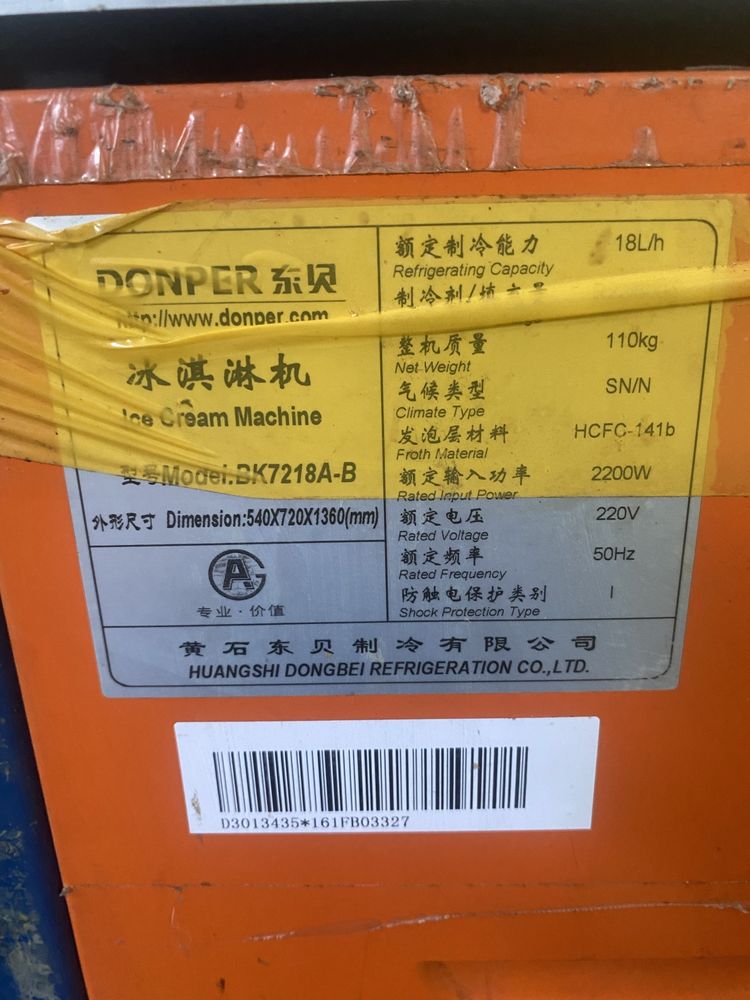 DONPER 东贝
http://www.donper.com
冰淇淋机
Ice Cream Machine
型号Model:BK7218A-B
外形尺寸 Dimension:540X720X1360(mm)
专业·价值
额定制冷能力 18L/h
Refrigerating Capacity
制冷剂/填充量
整机质量 110kg
Net Weight
气候类型 SN/N
Climate Type
发泡层材料 HCFC-141b
Froth Material
额定输入功率 2200W
Rated Input Power
额定电压 220V
Rated Voltage
额定频率 50Hz
Rated Frequency
防触电保护类别 I
Shock Protection Type
黄石东贝制冷有限公司
HUANGSHI DONGBEI REFRIGERATION CO.,LTD.
D3013435*161FB03327